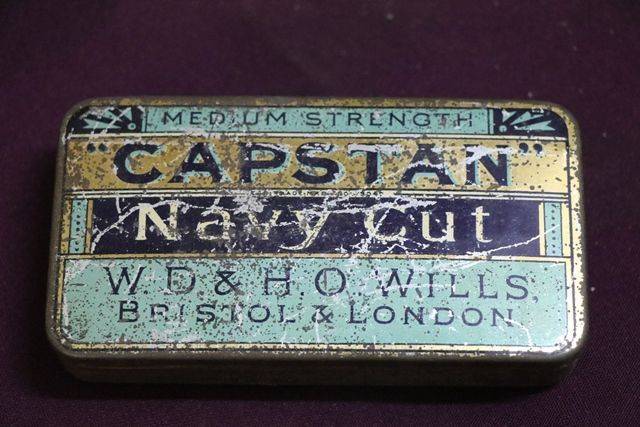 MEDIUM STRENGTH
"CAPSTAN"
Navy Cut
W. D. & H. O. WILLS,
BRISTOL & LONDON